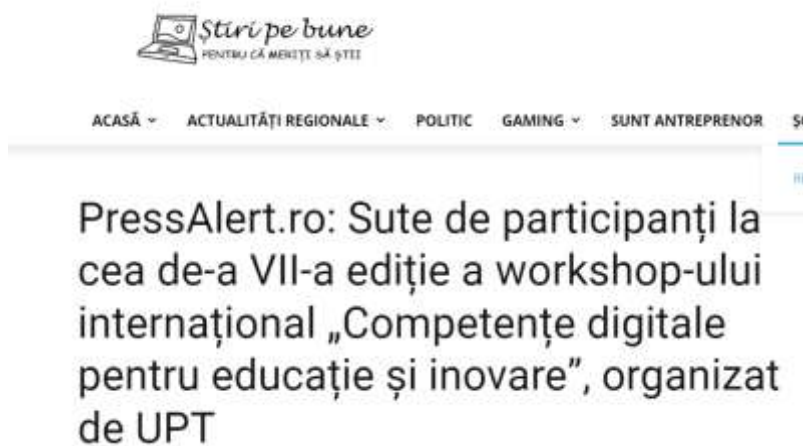 Știri pe bune
PENTRU CĂ MERIȚI SĂ ȘTII
ACASĂ ACTUALITĂȚI REGIONALE POLITIC GAMING SUNT ANTREPRENOR
PressAlert.ro: Sute de participanți la
cea de-a VII-a ediție a workshop-ului
internațional „Competențe digitale
pentru educație și inovare”, organizat
de UPT